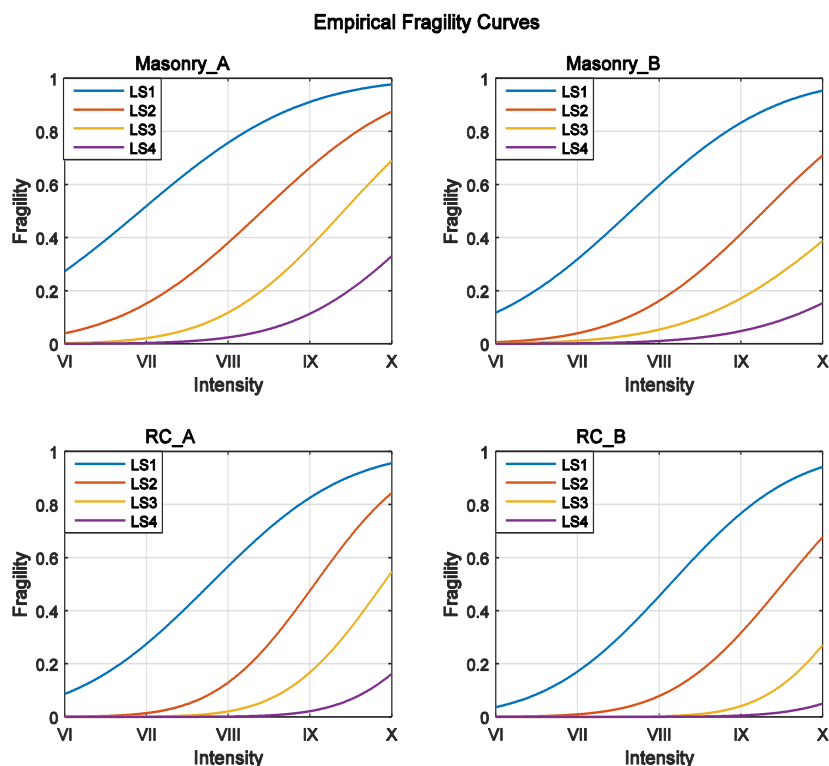 Empirical Fragility Curves
Masonry_A
1
0.8
0.6
0.4
0.2
0
Fragility
LS1
LS2
LS3
LS4
VI VII VIII IX X
Intensity
Masonry_B
1
0.8
0.6
0.4
0.2
0
Fragility
LS1
LS2
LS3
LS4
VI VII VIII IX X
Intensity
RC_A
1
0.8
0.6
0.4
0.2
0
Fragility
LS1
LS2
LS3
LS4
VI VII VIII IX X
Intensity
RC_B
1
0.8
0.6
0.4
0.2
0
Fragility
LS1
LS2
LS3
LS4
VI VII VIII IX X
Intensity